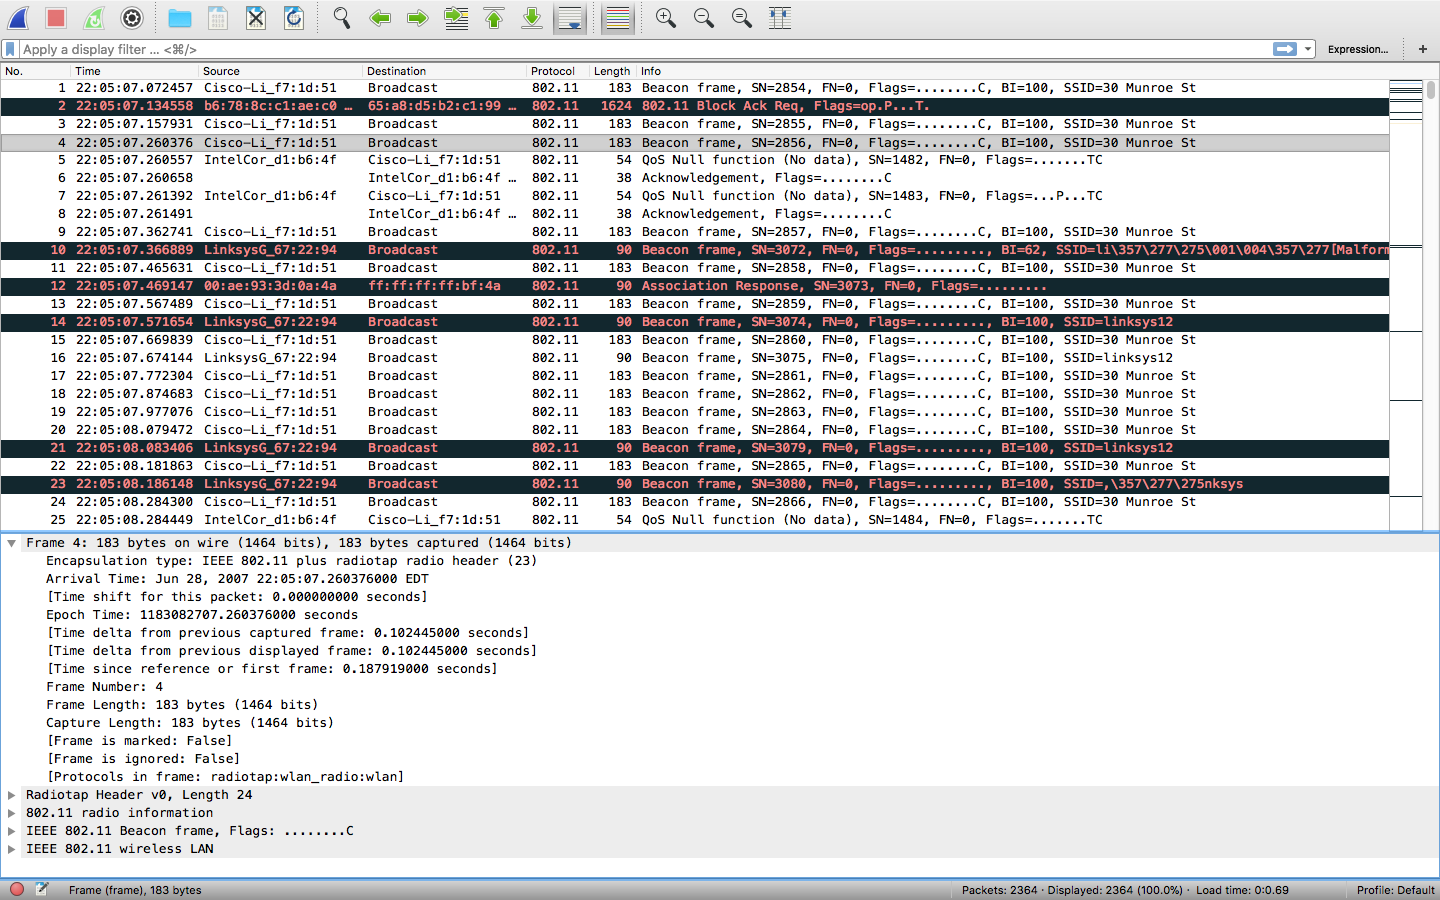 Apply a display filter ... <⌘/>
Expression...
+
No. Time Source Destination Protocol Length Info
1 22:05:07.072457 Cisco-Li_f7:1d:51 Broadcast 802.11 183 Beacon frame, SN=2854, FN=0, Flags=........C, BI=100, SSID=30 Munroe St
2 22:05:07.134558 b6:78:8c:c1:ae:c0 … 65:a8:d5:b2:c1:99 … 802.11 1624 802.11 Block Ack Req, Flags=op.P...T.
3 22:05:07.157931 Cisco-Li_f7:1d:51 Broadcast 802.11 183 Beacon frame, SN=2855, FN=0, Flags=........C, BI=100, SSID=30 Munroe St
4 22:05:07.260376 Cisco-Li_f7:1d:51 Broadcast 802.11 183 Beacon frame, SN=2856, FN=0, Flags=........C, BI=100, SSID=30 Munroe St
5 22:05:07.260557 IntelCor_d1:b6:4f Cisco-Li_f7:1d:51 802.11 54 QoS Null function (No data), SN=1482, FN=0, Flags=.......TC
6 22:05:07.260658 IntelCor_d1:b6:4f … 802.11 38 Acknowledgement, Flags=........C
7 22:05:07.261392 IntelCor_d1:b6:4f Cisco-Li_f7:1d:51 802.11 54 QoS Null function (No data), SN=1483, FN=0, Flags=...P...TC
8 22:05:07.261491 IntelCor_d1:b6:4f … 802.11 38 Acknowledgement, Flags=........C
9 22:05:07.362741 Cisco-Li_f7:1d:51 Broadcast 802.11 183 Beacon frame, SN=2857, FN=0, Flags=........C, BI=100, SSID=30 Munroe St
10 22:05:07.366889 LinksysG_67:22:94 Broadcast 802.11 90 Beacon frame, SN=3072, FN=0, Flags=........., BI=62, SSID=li\357\277\275\001\004\357\277[Malform
11 22:05:07.465631 Cisco-Li_f7:1d:51 Broadcast 802.11 183 Beacon frame, SN=2858, FN=0, Flags=........C, BI=100, SSID=30 Munroe St
12 22:05:07.469147 00:ae:93:3d:0a:4a ff:ff:ff:ff:bf:4a 802.11 90 Association Response, SN=3073, FN=0, Flags=.........
13 22:05:07.567489 Cisco-Li_f7:1d:51 Broadcast 802.11 183 Beacon frame, SN=2859, FN=0, Flags=........C, BI=100, SSID=30 Munroe St
14 22:05:07.571654 LinksysG_67:22:94 Broadcast 802.11 90 Beacon frame, SN=3074, FN=0, Flags=........., BI=100, SSID=linksys12
15 22:05:07.669839 Cisco-Li_f7:1d:51 Broadcast 802.11 183 Beacon frame, SN=2860, FN=0, Flags=........C, BI=100, SSID=30 Munroe St
16 22:05:07.674144 LinksysG_67:22:94 Broadcast 802.11 90 Beacon frame, SN=3075, FN=0, Flags=........., BI=100, SSID=linksys12
17 22:05:07.772304 Cisco-Li_f7:1d:51 Broadcast 802.11 183 Beacon frame, SN=2861, FN=0, Flags=........C, BI=100, SSID=30 Munroe St
18 22:05:07.874683 Cisco-Li_f7:1d:51 Broadcast 802.11 183 Beacon frame, SN=2862, FN=0, Flags=........C, BI=100, SSID=30 Munroe St
19 22:05:07.977076 Cisco-Li_f7:1d:51 Broadcast 802.11 183 Beacon frame, SN=2863, FN=0, Flags=........C, BI=100, SSID=30 Munroe St
20 22:05:08.079472 Cisco-Li_f7:1d:51 Broadcast 802.11 183 Beacon frame, SN=2864, FN=0, Flags=........C, BI=100, SSID=30 Munroe St
21 22:05:08.083406 LinksysG_67:22:94 Broadcast 802.11 90 Beacon frame, SN=3079, FN=0, Flags=........., BI=100, SSID=linksys12
22 22:05:08.181863 Cisco-Li_f7:1d:51 Broadcast 802.11 183 Beacon frame, SN=2865, FN=0, Flags=........C, BI=100, SSID=30 Munroe St
23 22:05:08.186148 LinksysG_67:22:94 Broadcast 802.11 90 Beacon frame, SN=3080, FN=0, Flags=........., BI=100, SSID=,\357\277\275nksys
24 22:05:08.284300 Cisco-Li_f7:1d:51 Broadcast 802.11 183 Beacon frame, SN=2866, FN=0, Flags=........C, BI=100, SSID=30 Munroe St
25 22:05:08.284449 IntelCor_d1:b6:4f Cisco-Li_f7:1d:51 802.11 54 QoS Null function (No data), SN=1484, FN=0, Flags=.......TC
Frame 4: 183 bytes on wire (1464 bits), 183 bytes captured (1464 bits)
Encapsulation type: IEEE 802.11 plus radiotap radio header (23)
Arrival Time: Jun 28, 2007 22:05:07.260376000 EDT
[Time shift for this packet: 0.000000000 seconds]
Epoch Time: 1183082707.260376000 seconds
[Time delta from previous captured frame: 0.102445000 seconds]
[Time delta from previous displayed frame: 0.102445000 seconds]
[Time since reference or first frame: 0.187919000 seconds]
Frame Number: 4
Frame Length: 183 bytes (1464 bits)
Capture Length: 183 bytes (1464 bits)
[Frame is marked: False]
[Frame is ignored: False]
[Protocols in frame: radiotap:wlan_radio:wlan]
Radiotap Header v0, Length 24
802.11 radio information
IEEE 802.11 Beacon frame, Flags: ........C
IEEE 802.11 wireless LAN
Frame (frame), 183 bytes
Packets: 2364 · Displayed: 2364 (100.0%) · Load time: 0:0.69
Profile: Default